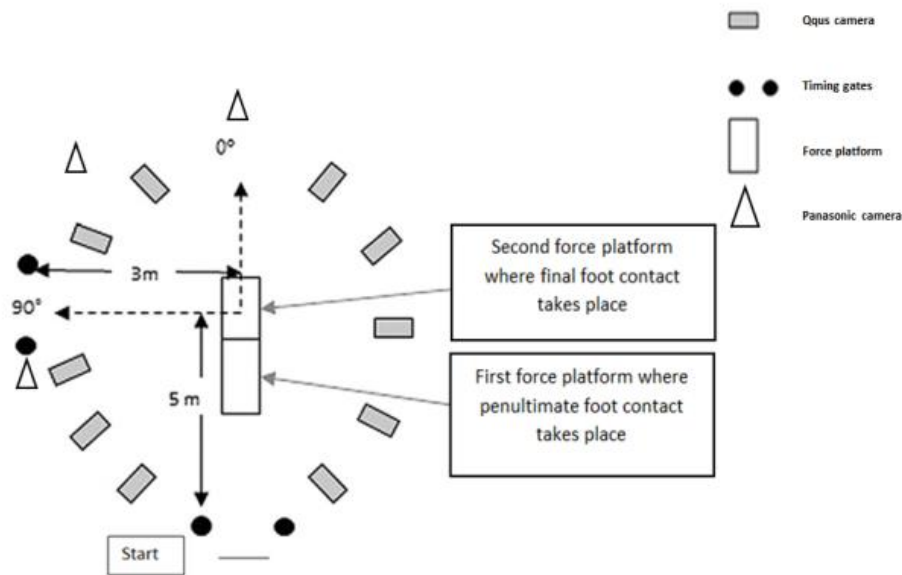 Qqus camera
Timing gates
Force platform
Panasonic camera
0°
3m
90°
5 m
Second force platform
where final foot contact
takes place
First force platform where
penultimate foot contact
takes place
Start